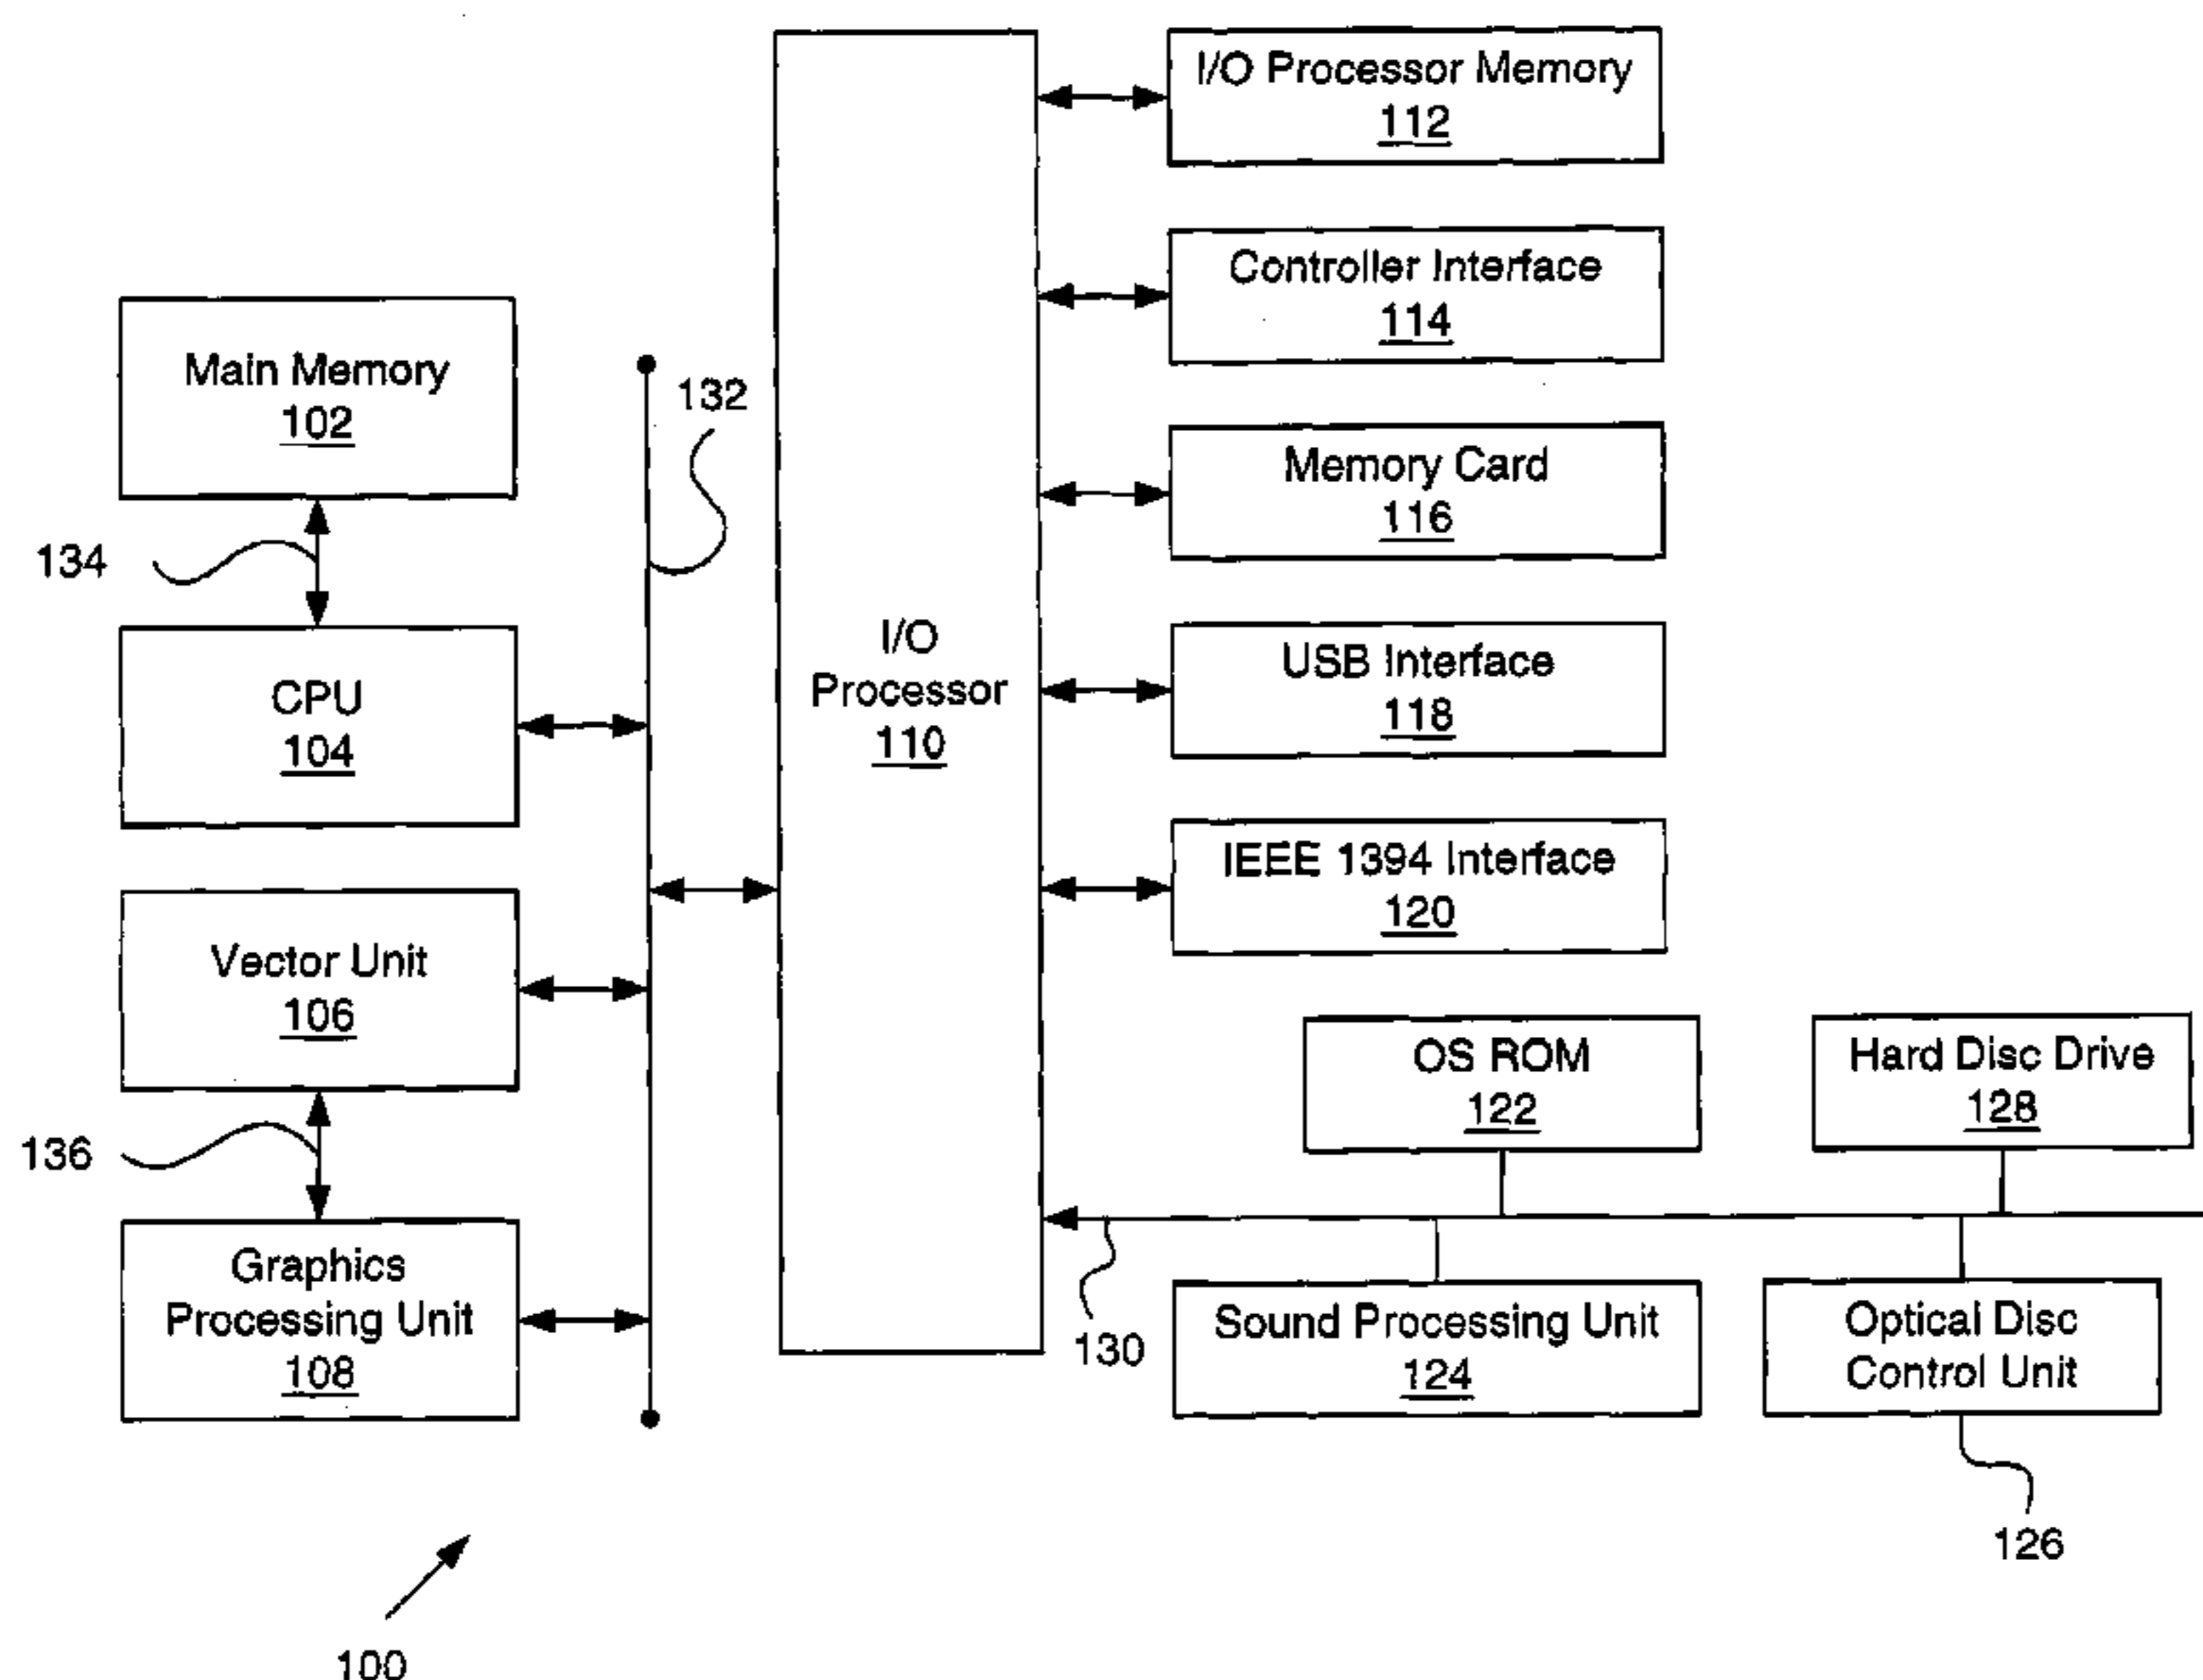 I/O Processor Memory
112
Controller Interface
114
Main Memory
102
132
Memory Card
116
134
I/O
Processor
110
USB Interface
118
CPU
104
IEEE 1394 Interface
120
Vector Unit
106
OS ROM
122
Hard Disc Drive
128
136
Graphics
Processing Unit
108
130
Sound Processing Unit
124
Optical Disc
Control Unit
126
100